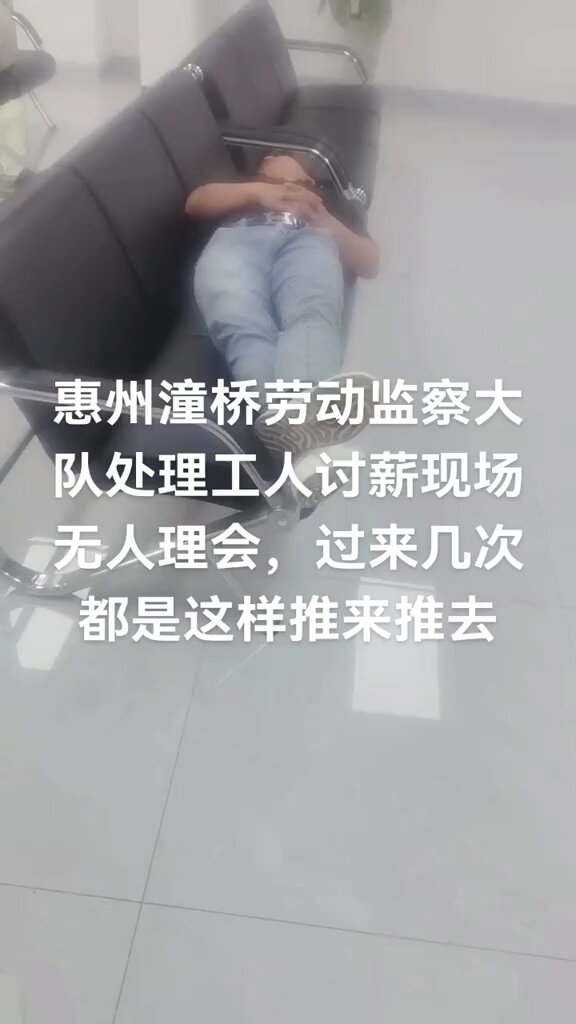 惠州潼桥劳动监察大
队处理工人讨薪现场
无人理会，过来几次
都是这样推来推去